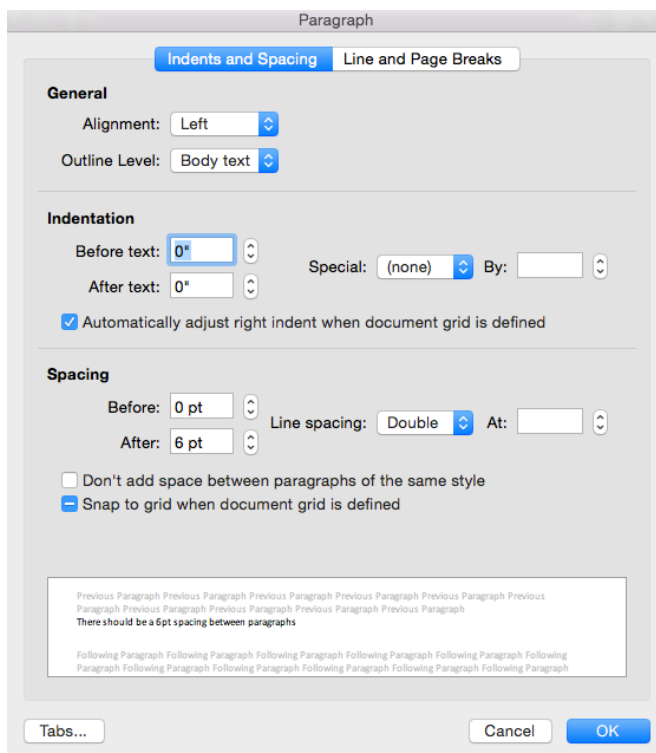 Paragraph
Indents and Spacing Line and Page Breaks
General
Alignment: Left
Outline Level: Body text
Indentation
Before text: 0"
Special: (none) By:
After text: 0"
Automatically adjust right indent when document grid is defined
Spacing
Before: 0 pt
Line spacing: Double At:
After: 6 pt
Don't add space between paragraphs of the same style
Snap to grid when document grid is defined
Previous Paragraph Previous Paragraph Previous Paragraph Previous Paragraph Previous Paragraph Previous
Paragraph Previous Paragraph Previous Paragraph Previous Paragraph Previous Paragraph
There should be a 6pt spacing between paragraphs
Following Paragraph Following Paragraph Following Paragraph Following Paragraph Following Paragraph Following
Paragraph Following Paragraph Following Paragraph Following Paragraph Following Paragraph Following Paragraph
Tabs... Cancel OK